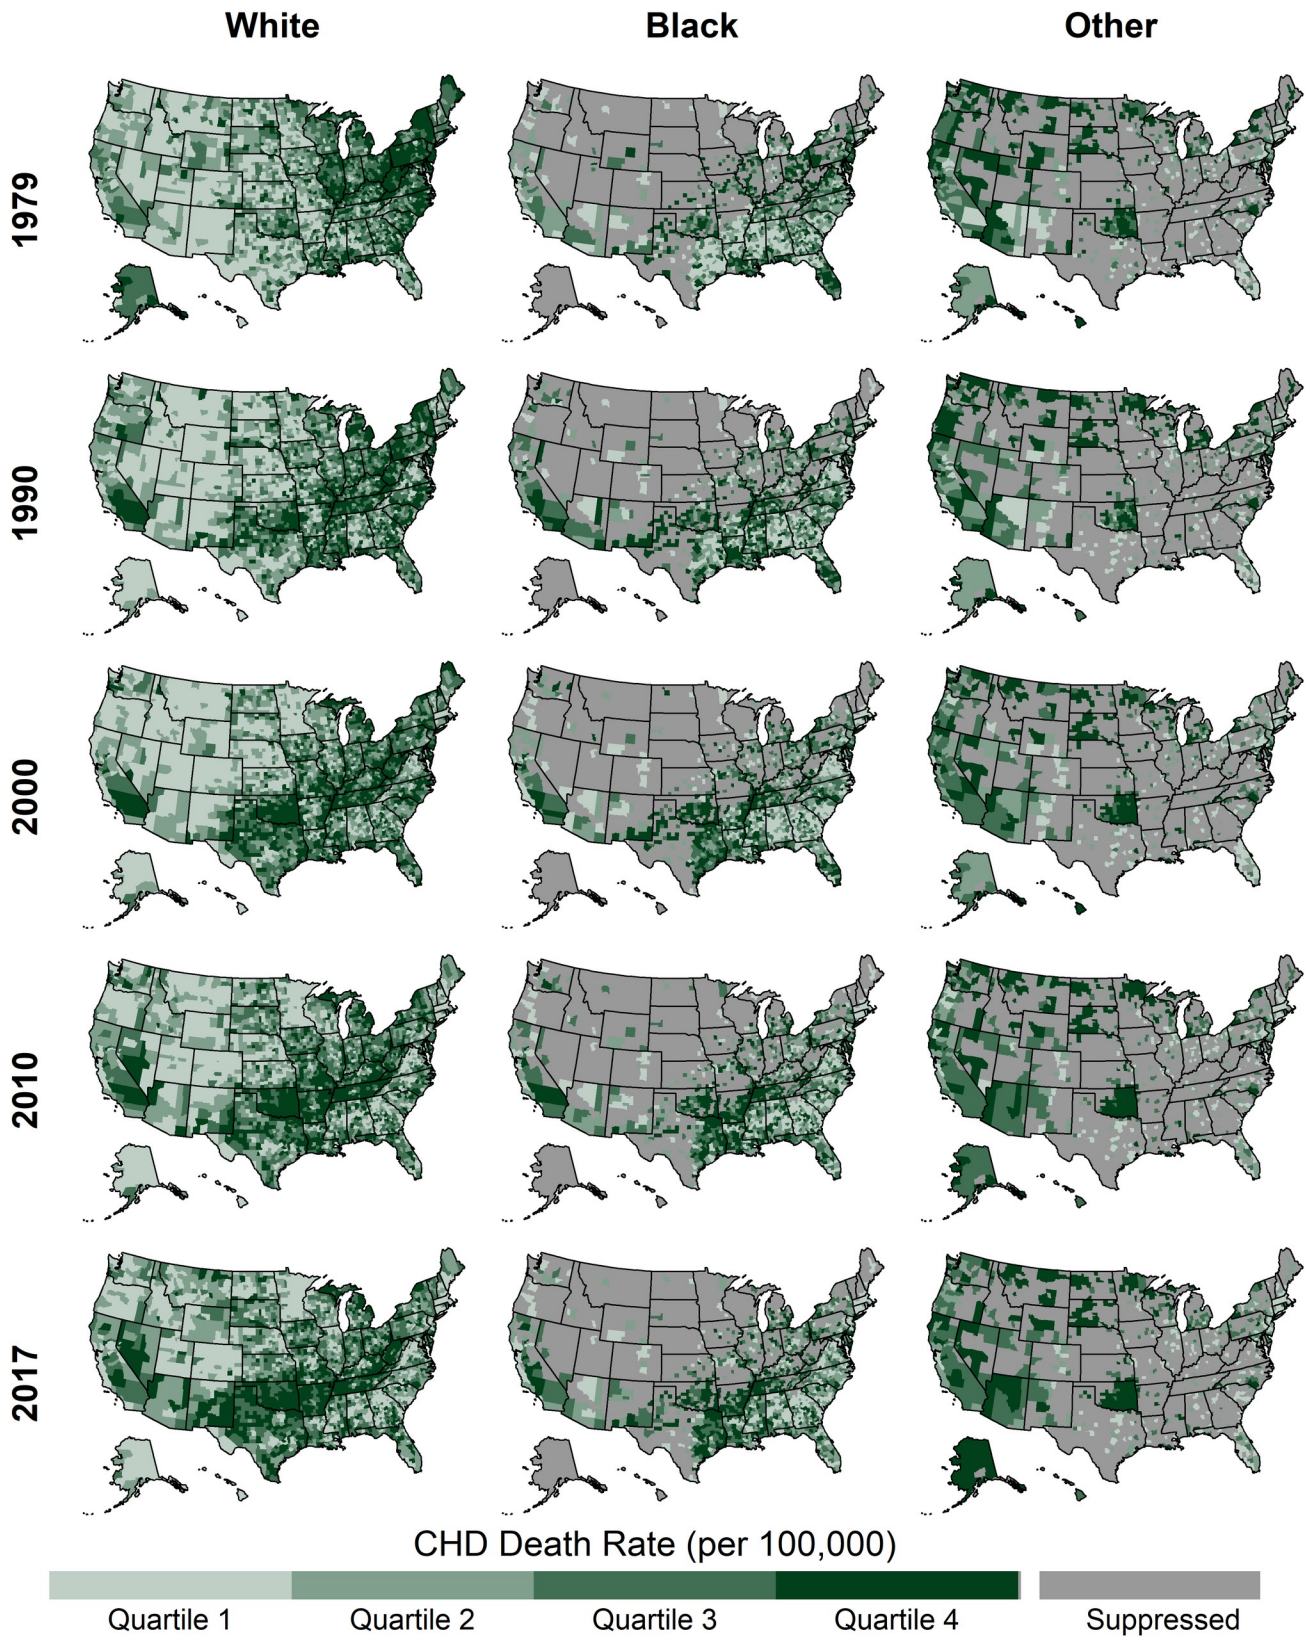 White Black Other
1979
1990
2000
2010
2017
CHD Death Rate (per 100,000)
Quartile 1 Quartile 2 Quartile 3 Quartile 4 Suppressed